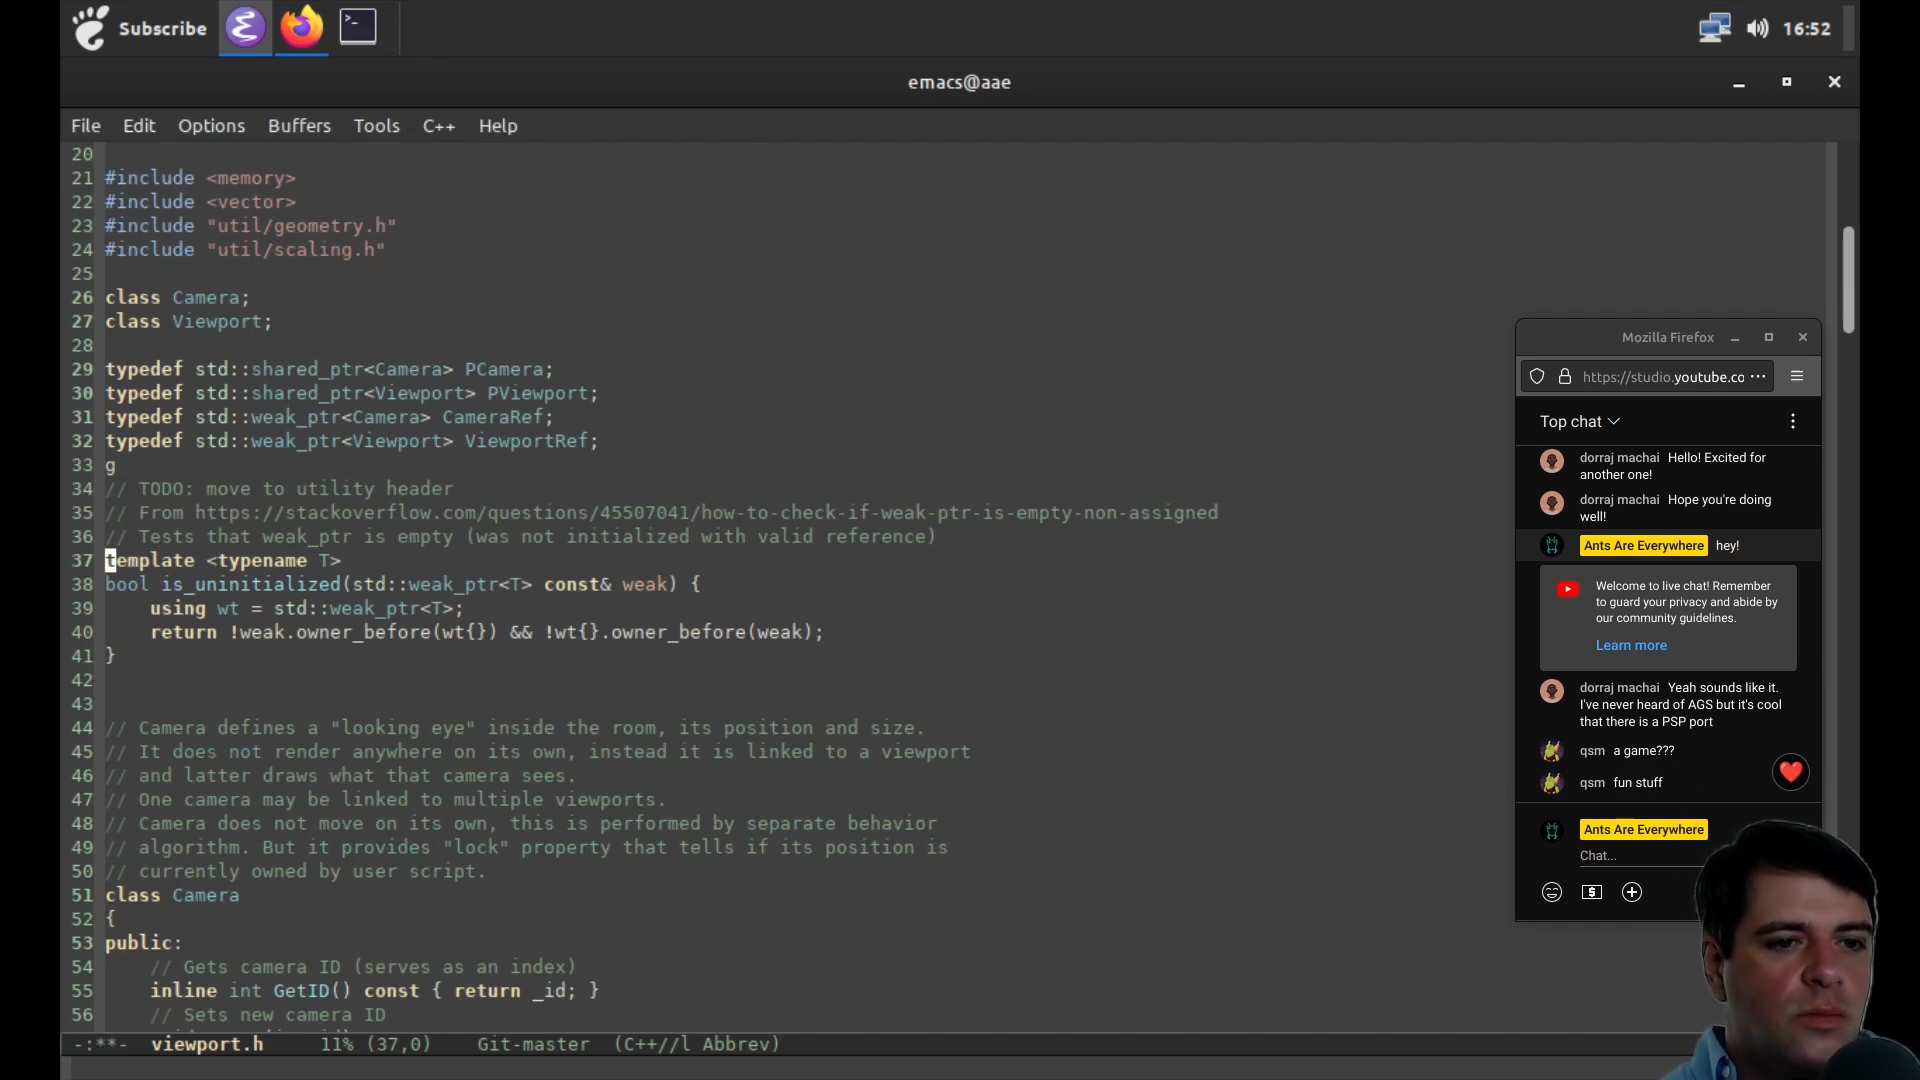 Subscribe
16:52
emacs@aae
File Edit Options Buffers Tools C++ Help
20
21 #include <memory>
22 #include <vector>
23 #include "util/geometry.h"
24 #include "util/scaling.h"
25
26 class Camera;
27 class Viewport;
28
29 typedef std::shared_ptr<Camera> PCamera;
30 typedef std::shared_ptr<Viewport> PViewport;
31 typedef std::weak_ptr<Camera> CameraRef;
32 typedef std::weak_ptr<Viewport> ViewportRef;
33 g
34 // TODO: move to utility header
35 // From https://stackoverflow.com/questions/45507041/how-to-check-if-weak-ptr-is-empty-non-assigned
36 // Tests that weak_ptr is empty (was not initialized with valid reference)
37 template <typename T>
38 bool is_uninitialized(std::weak_ptr<T> const& weak) {
39     using wt = std::weak_ptr<T>;
40     return !weak.owner_before(wt{}) && !wt{}.owner_before(weak);
41 }
42
43
44 // Camera defines a "looking eye" inside the room, its position and size.
45 // It does not render anywhere on its own, instead it is linked to a viewport
46 // and latter draws what that camera sees.
47 // One camera may be linked to multiple viewports.
48 // Camera does not move on its own, this is performed by separate behavior
49 // algorithm. But it provides "lock" property that tells if its position is
50 // currently owned by user script.
51 class Camera
52 {
53 public:
54     // Gets camera ID (serves as an index)
55     inline int GetID() const { return _id; }
56     // Sets new camera ID
-:**-  viewport.h     11% (37,0)    Git-master  (C++//l Abbrev)
Mozilla Firefox
https://studio.youtube.co
Top chat
dorraj machai Hello! Excited for
another one!
dorraj machai Hope you're doing
well!
Ants Are Everywhere hey!
Welcome to live chat! Remember
to guard your privacy and abide by
our community guidelines.
Learn more
dorraj machai Yeah sounds like it.
I've never heard of AGS but it's cool
that there is a PSP port
qsm a game???
qsm fun stuff
Ants Are Everywhere
Chat...